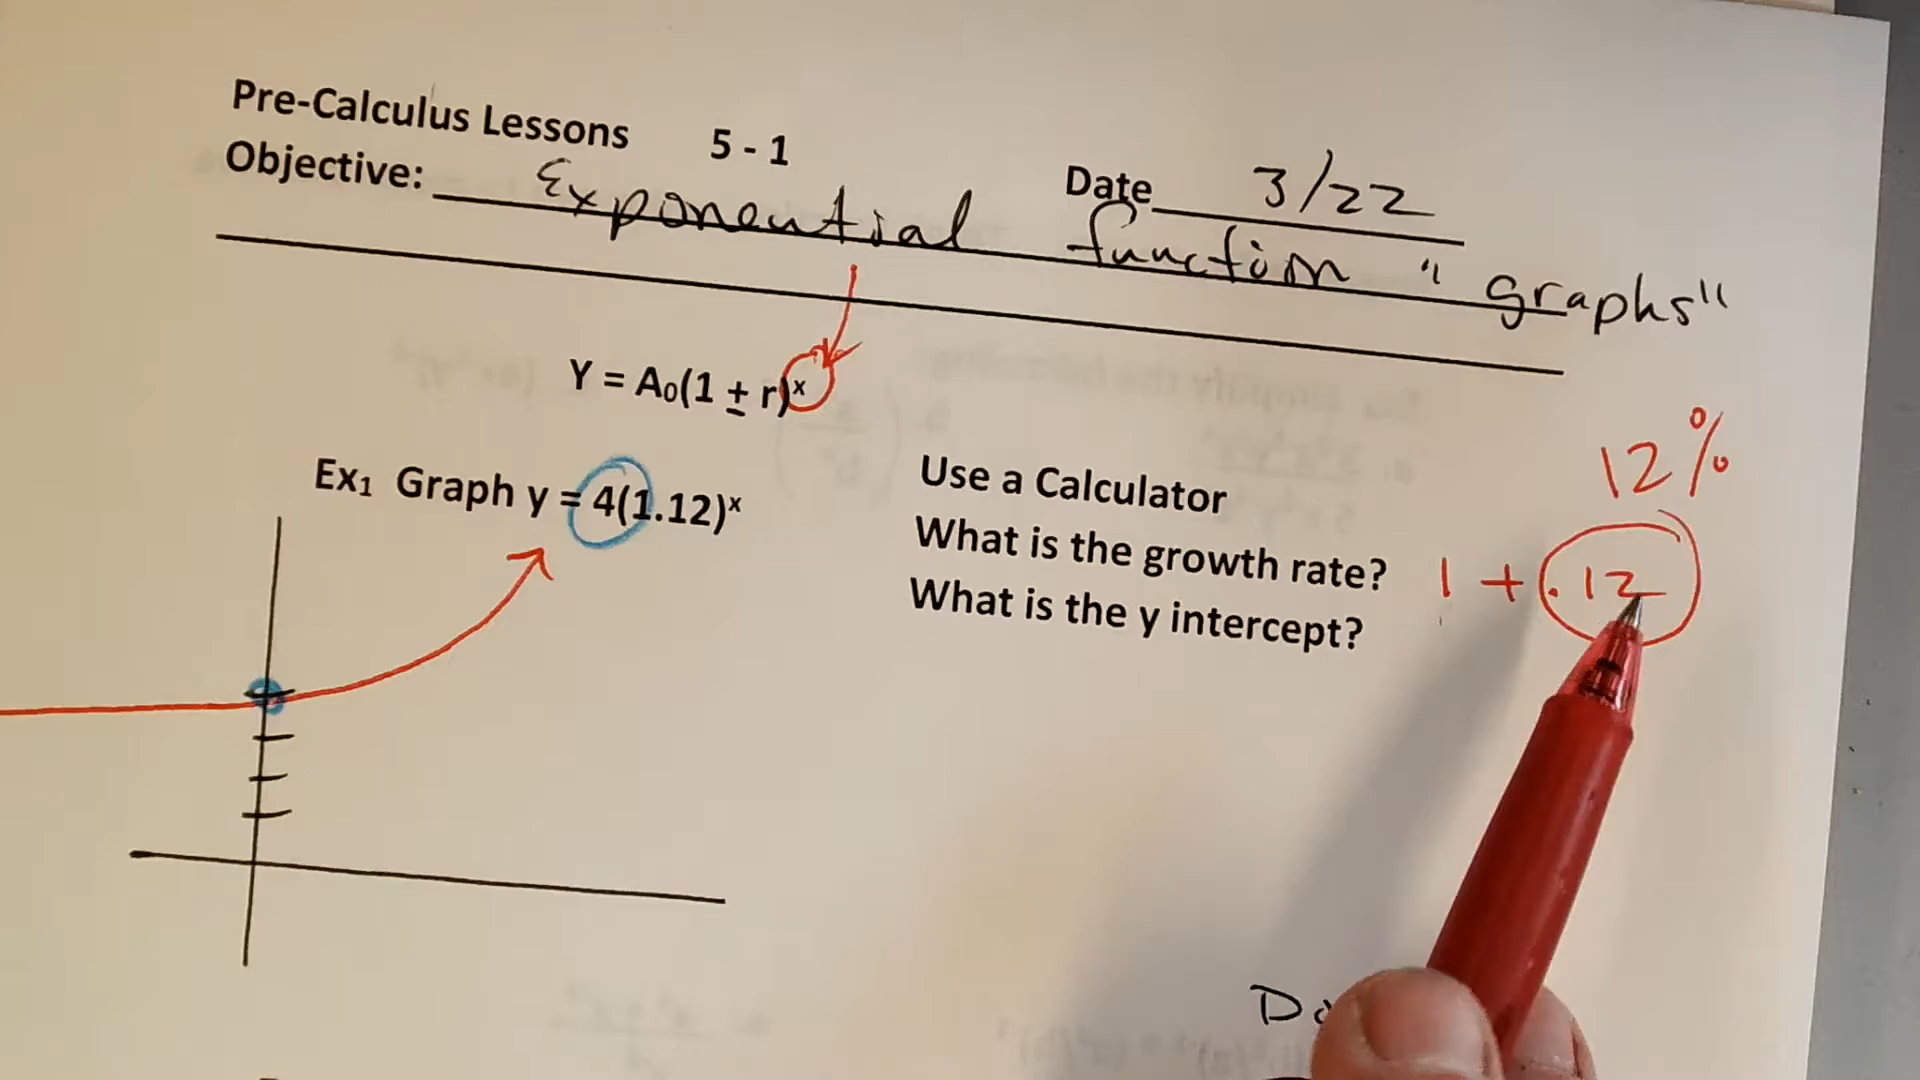 Pre-Calculus Lessons 5 - 1
Objective: Exponential function "graphs"
Date 3/22
Y = A₀(1 ± r)ˣ
Ex₁ Graph y = 4(1.12)ˣ
Use a Calculator
What is the growth rate? 1 + .12
12%
What is the y intercept?